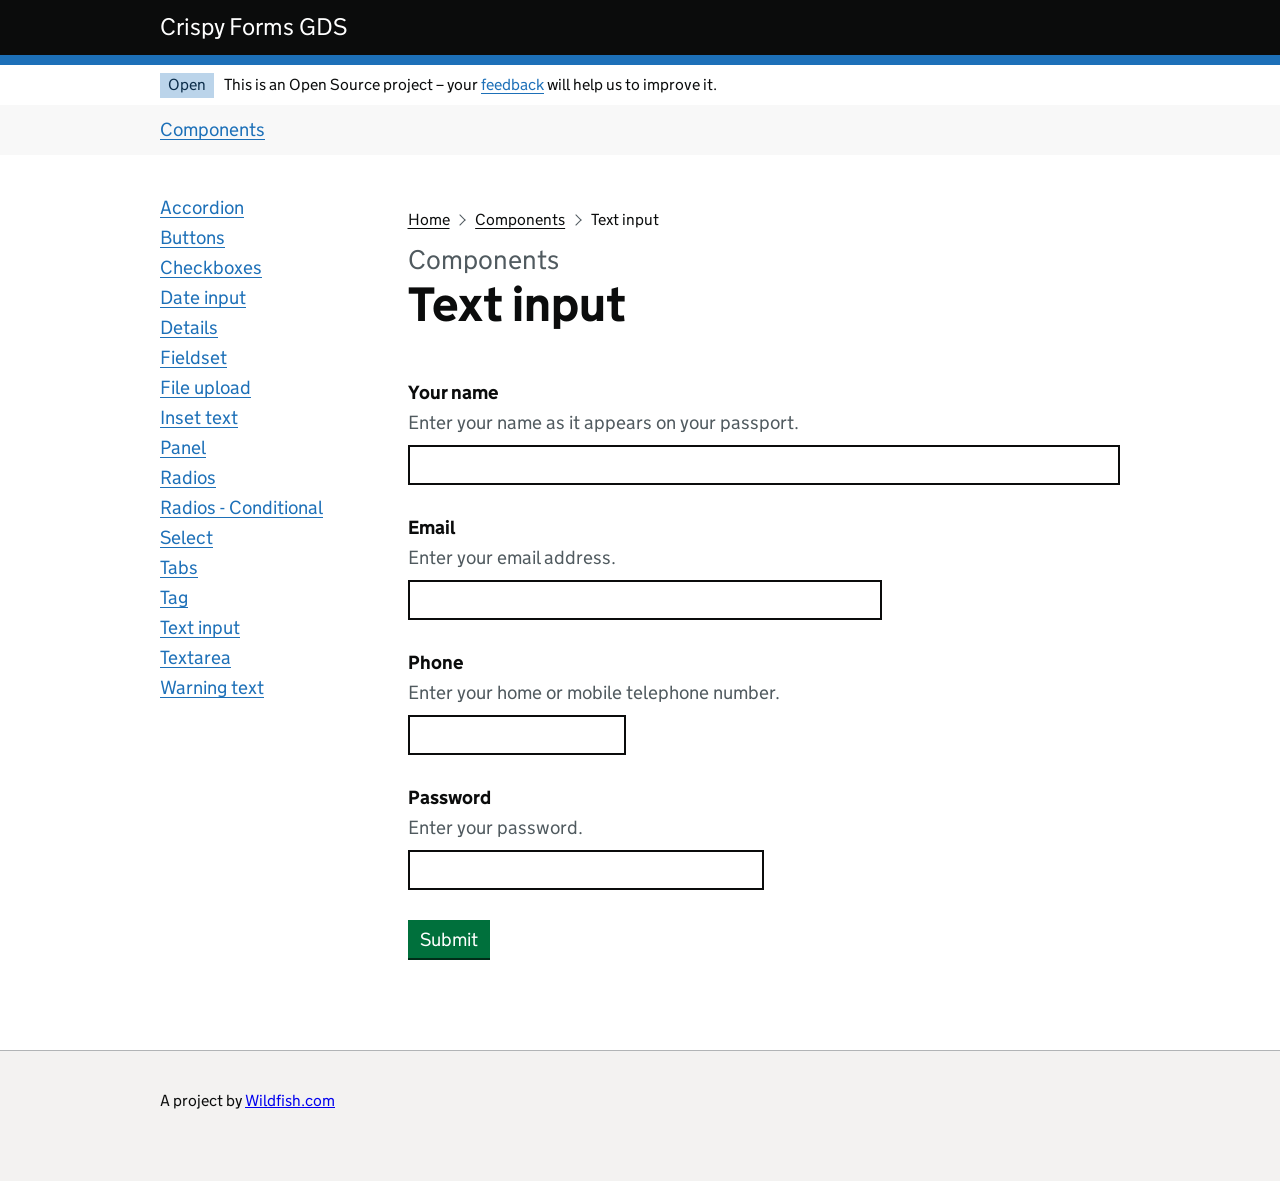 Crispy Forms GDS
Open This is an Open Source project – your feedback will help us to improve it.
Components
Accordion
Buttons
Checkboxes
Date input
Details
Fieldset
File upload
Inset text
Panel
Radios
Radios - Conditional
Select
Tabs
Tag
Text input
Textarea
Warning text
Home Components Text input
Components
Text input
Your name
Enter your name as it appears on your passport.
Email
Enter your email address.
Phone
Enter your home or mobile telephone number.
Password
Enter your password.
Submit
A project by Wildfish.com